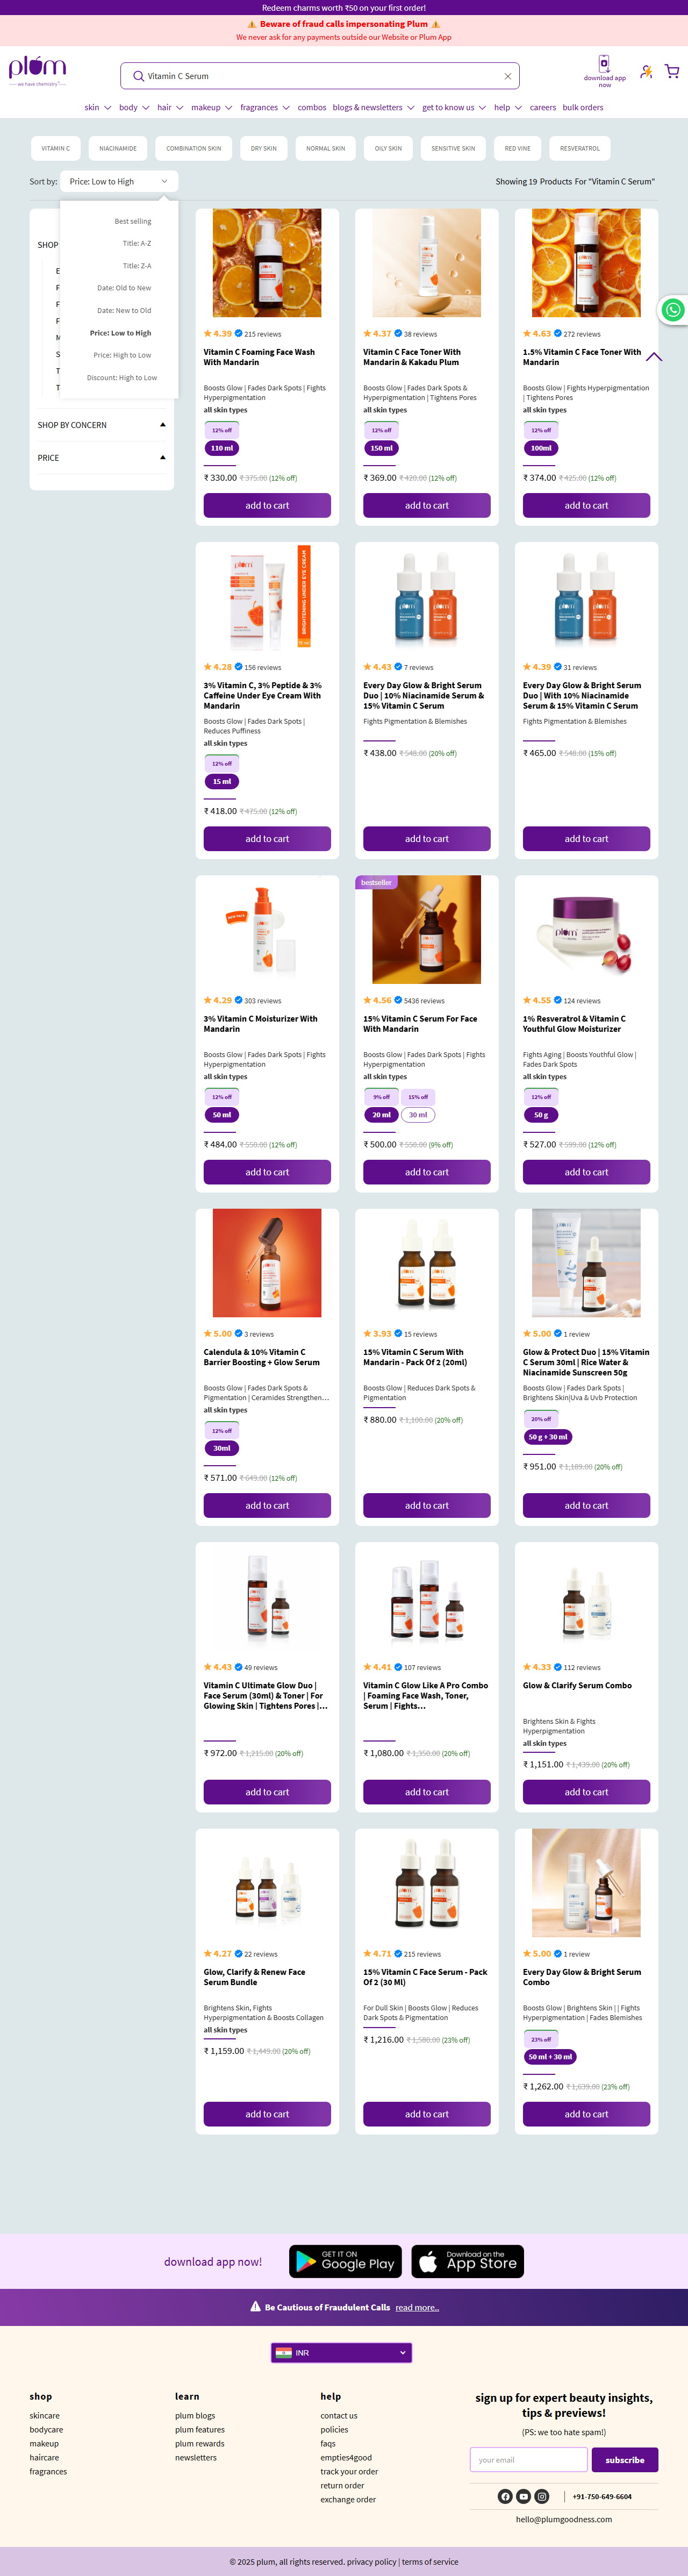 Redeem charms worth ₹50 on your first order!
⚠️ Beware of fraud calls impersonating Plum ⚠️
We never ask for any payments outside our Website or Plum App
plum
we have chemistry
Vitamin C Serum
download app now
skin body hair makeup fragrances combos blogs & newsletters get to know us help careers bulk orders
VITAMIN C NIACINAMIDE COMBINATION SKIN DRY SKIN NORMAL SKIN OILY SKIN SENSITIVE SKIN RED VINE RESVERATROL
Sort by: Price: Low to High
Showing 19 Products For "Vitamin C Serum"
Best selling
Title: A-Z
Title: Z-A
Date: Old to New
Date: New to Old
Price: Low to High
Price: High to Low
Discount: High to Low
SHOP
SHOP BY CONCERN
PRICE
4.39 215 reviews
Vitamin C Foaming Face Wash
With Mandarin
Boosts Glow | Fades Dark Spots | Fights
Hyperpigmentation
all skin types
12% off
110 ml
₹ 330.00 ₹ 375.00 (12% off)
add to cart
4.37 38 reviews
Vitamin C Face Toner With
Mandarin & Kakadu Plum
Boosts Glow | Fades Dark Spots &
Hyperpigmentation | Tightens Pores
all skin types
12% off
150 ml
₹ 369.00 ₹ 420.00 (12% off)
add to cart
4.63 272 reviews
1.5% Vitamin C Face Toner With
Mandarin
Boosts Glow | Fights Hyperpigmentation
| Tightens Pores
all skin types
12% off
100ml
₹ 374.00 ₹ 425.00 (12% off)
add to cart
BRIGHTENING UNDER EYE CREAM
15 ml
4.28 156 reviews
3% Vitamin C, 3% Peptide & 3%
Caffeine Under Eye Cream With
Mandarin
Boosts Glow | Fades Dark Spots |
Reduces Puffiness
all skin types
12% off
15 ml
₹ 418.00 ₹ 475.00 (12% off)
add to cart
4.43 7 reviews
Every Day Glow & Bright Serum
Duo | 10% Niacinamide Serum &
15% Vitamin C Serum
Fights Pigmentation & Blemishes
₹ 438.00 ₹ 548.00 (20% off)
add to cart
4.39 31 reviews
Every Day Glow & Bright Serum
Duo | With 10% Niacinamide
Serum & 15% Vitamin C Serum
Fights Pigmentation & Blemishes
₹ 465.00 ₹ 548.00 (15% off)
add to cart
NEW PACK
4.29 303 reviews
3% Vitamin C Moisturizer With
Mandarin
Boosts Glow | Fades Dark Spots | Fights
Hyperpigmentation
all skin types
12% off
50 ml
₹ 484.00 ₹ 550.00 (12% off)
add to cart
bestseller
4.56 5436 reviews
15% Vitamin C Serum For Face
With Mandarin
Boosts Glow | Fades Dark Spots | Fights
Hyperpigmentation
all skin types
9% off 15% off
20 ml 30 ml
₹ 500.00 ₹ 550.00 (9% off)
add to cart
plum
4.55 124 reviews
1% Resveratrol & Vitamin C
Youthful Glow Moisturizer
Fights Aging | Boosts Youthful Glow |
Fades Dark Spots
all skin types
12% off
50 g
₹ 527.00 ₹ 599.00 (12% off)
add to cart
5.00 3 reviews
Calendula & 10% Vitamin C
Barrier Boosting + Glow Serum
Boosts Glow | Fades Dark Spots &
Pigmentation | Ceramides Strengthen…
all skin types
12% off
30ml
₹ 571.00 ₹ 649.00 (12% off)
add to cart
3.93 15 reviews
15% Vitamin C Serum With
Mandarin - Pack Of 2 (20ml)
Boosts Glow | Reduces Dark Spots &
Pigmentation
₹ 880.00 ₹ 1,100.00 (20% off)
add to cart
5.00 1 review
Glow & Protect Duo | 15% Vitamin
C Serum 30ml | Rice Water &
Niacinamide Sunscreen 50g
Boosts Glow | Fades Dark Spots |
Brightens Skin|Uva & Uvb Protection
20% off
50 g + 30 ml
₹ 951.00 ₹ 1,189.00 (20% off)
add to cart
4.43 49 reviews
Vitamin C Ultimate Glow Duo |
Face Serum (30ml) & Toner | For
Glowing Skin | Tightens Pores |…
₹ 972.00 ₹ 1,215.00 (20% off)
add to cart
4.41 107 reviews
Vitamin C Glow Like A Pro Combo
| Foaming Face Wash, Toner,
Serum | Fights…
₹ 1,080.00 ₹ 1,350.00 (20% off)
add to cart
4.33 112 reviews
Glow & Clarify Serum Combo
Brightens Skin & Fights
Hyperpigmentation
all skin types
₹ 1,151.00 ₹ 1,439.00 (20% off)
add to cart
4.27 22 reviews
Glow, Clarify & Renew Face
Serum Bundle
Brightens Skin, Fights
Hyperpigmentation & Boosts Collagen
all skin types
₹ 1,159.00 ₹ 1,449.00 (20% off)
add to cart
4.71 215 reviews
15% Vitamin C Face Serum - Pack
Of 2 (30 Ml)
For Dull Skin | Boosts Glow | Reduces
Dark Spots & Pigmentation
₹ 1,216.00 ₹ 1,580.00 (23% off)
add to cart
5.00 1 review
Every Day Glow & Bright Serum
Combo
Boosts Glow | Brightens Skin | | Fights
Hyperpigmentation | Fades Blemishes
23% off
50 ml + 30 ml
₹ 1,262.00 ₹ 1,639.00 (23% off)
add to cart
download app now!
GET IT ON Google Play
Download on the App Store
Be Cautious of Fraudulent Calls read more..
INR
shop
skincare
bodycare
makeup
haircare
fragrances
learn
plum blogs
plum features
plum rewards
newsletters
help
contact us
policies
faqs
empties4good
track your order
return order
exchange order
sign up for expert beauty insights,
tips & previews!
(PS: we too hate spam!)
your email subscribe
+91-750-649-6604
hello@plumgoodness.com
© 2025 plum, all rights reserved. privacy policy | terms of service